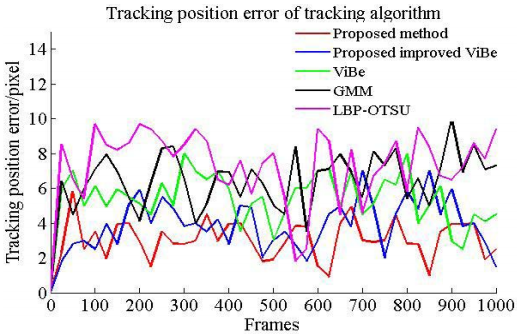 Tracking position error of tracking algorithm
Proposed method
Proposed improved ViBe
ViBe
GMM
LBP-OTSU
Tracking position error/pixel
14
12
10
8
6
4
2
0
0 100 200 300 400 500 600 700 800 900 1000
Frames